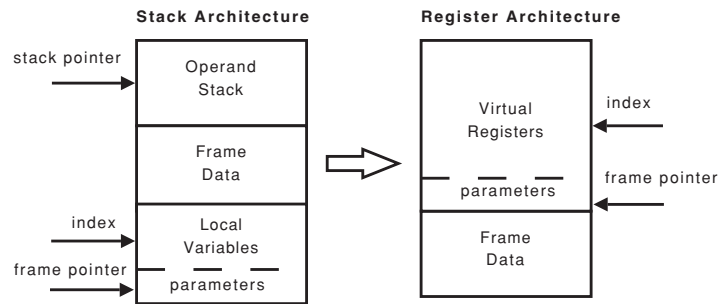 Stack Architecture
stack pointer
Operand
Stack
Frame
Data
index
Local
Variables
frame pointer
parameters
Register Architecture
Virtual
Registers
index
parameters
frame pointer
Frame
Data